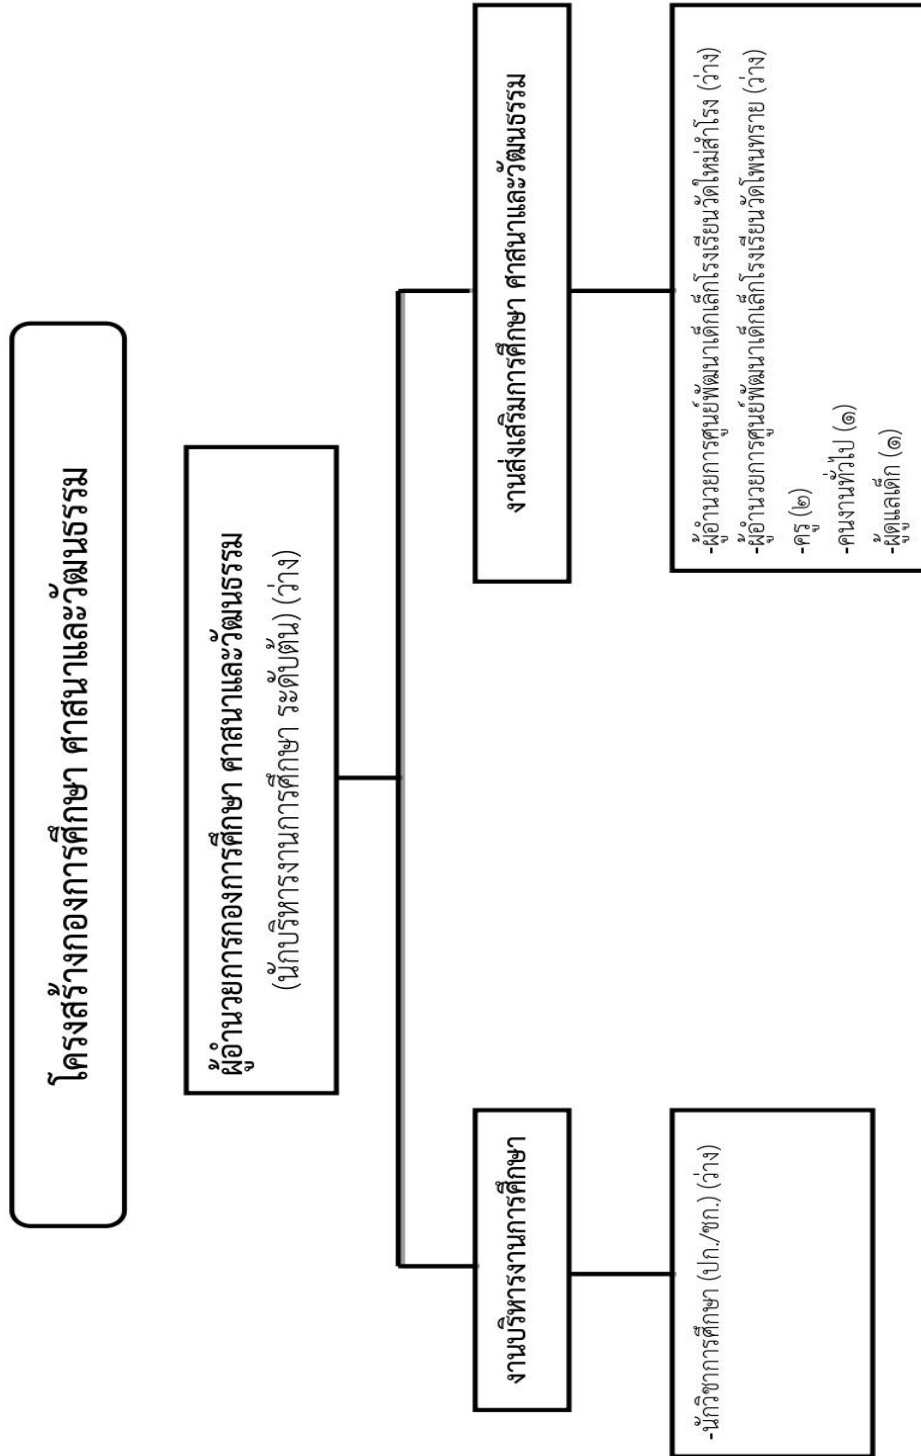 โครงสร้างกองการศึกษา ศาสนาและวัฒนธรรม
ผู้อำนวยการกองการศึกษา ศาสนาและวัฒนธรรม
(นักบริหารงานการศึกษา ระดับต้น) (ว่าง)
งานบริหารงานการศึกษา
-นักวิชาการศึกษา (ปก./ชก.) (ว่าง)
งานส่งเสริมการศึกษา ศาสนาและวัฒนธรรม
-ผู้อำนวยการศูนย์พัฒนาเด็กเล็กโรงเรียนวัดใหม่สำโรง (ว่าง)
-ผู้อำนวยการศูนย์พัฒนาเด็กเล็กโรงเรียนวัดโพนทราย (ว่าง)
-ครู (๒)
-คนงานทั่วไป (๑)
-ผู้ดูแลเด็ก (๑)